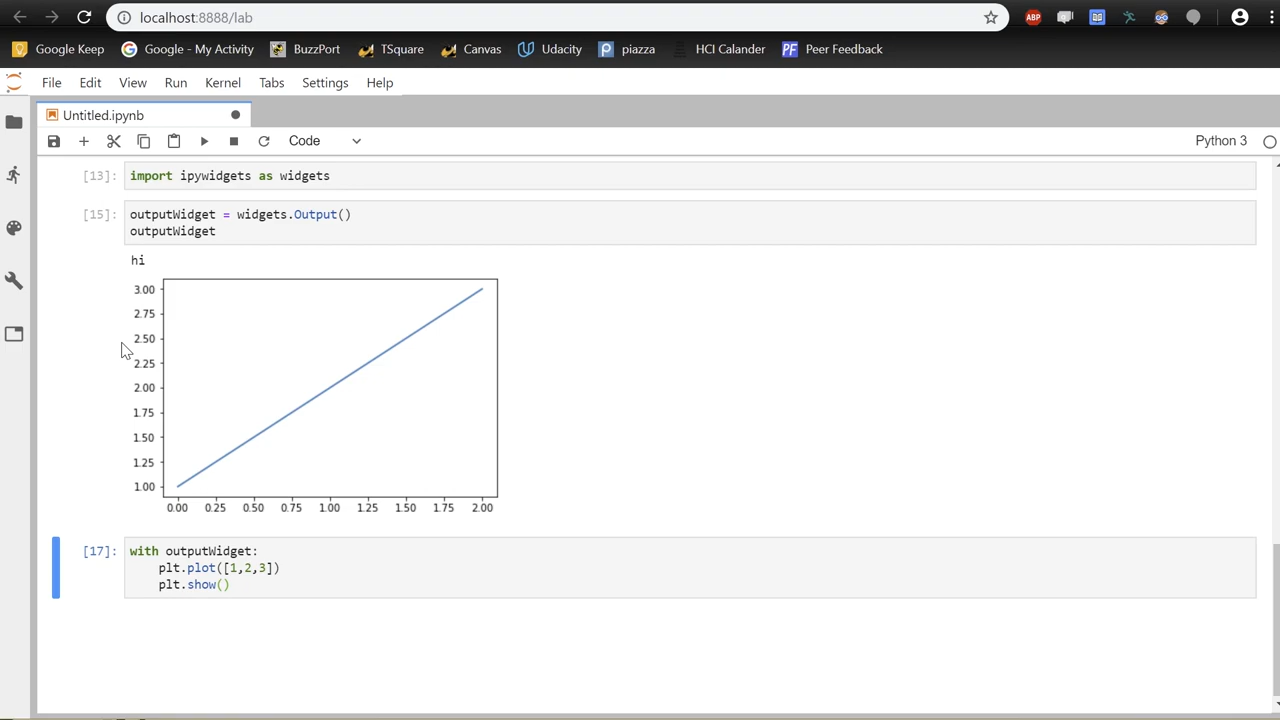 localhost:8888/lab
ABP
Google Keep Google - My Activity BuzzPort TSquare Canvas Udacity piazza HCI Calander PF Peer Feedback
File Edit View Run Kernel Tabs Settings Help
Untitled.ipynb
Code Python 3
[13]: import ipywidgets as widgets
[15]: outputWidget = widgets.Output()
outputWidget
hi
3.00
2.75
2.50
2.25
2.00
1.75
1.50
1.25
1.00
0.00 0.25 0.50 0.75 1.00 1.25 1.50 1.75 2.00
[17]: with outputWidget:
plt.plot([1,2,3])
plt.show()